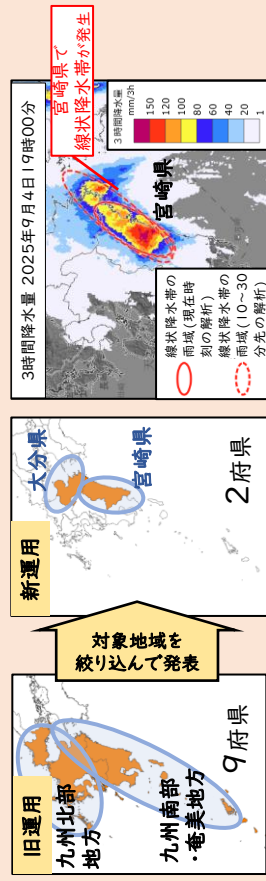 旧運用
九州北部
地方
九州南部
・奄美地方
9府県
対象地域を
絞り込んで発表
新運用
大分県
宮崎県
2府県
3時間降水量 2025年9月4日19時00分
宮崎県で
線状降水帯が発生
宮崎県
線状降水帯の
雨域(現在時
刻の解析)
線状降水帯の
雨域(10~30
分先の解析)
3時間降水量
mm/3h
150
120
100
80
60
40
20
1